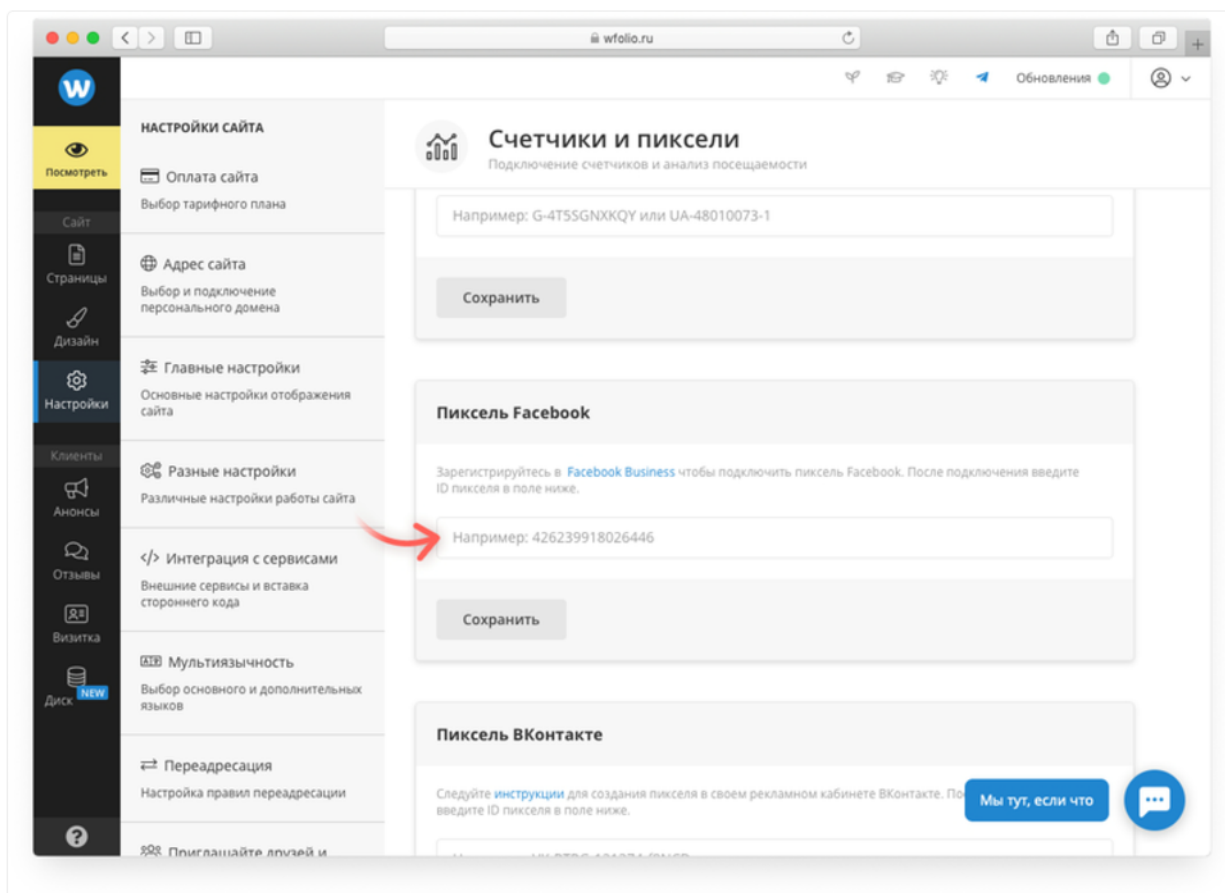 wfolio.ru
W
Обновления
Посмотреть
Сайт
Страницы
Дизайн
Настройки
Клиенты
Анонсы
Отзывы
Визитка
Диск NEW
НАСТРОЙКИ САЙТА
Оплата сайта
Выбор тарифного плана
Адрес сайта
Выбор и подключение
персонального домена
Главные настройки
Основные настройки отображения
сайта
Разные настройки
Различные настройки работы сайта
</> Интеграция с сервисами
Внешние сервисы и вставка
стороннего кода
Мультиязычность
Выбор основного и дополнительных
языков
Переадресация
Настройка правил переадресации
Приглашайте друзей и
Счетчики и пиксели
Подключение счетчиков и анализ посещаемости
Например: G-4T5SGNXKQY или UA-48010073-1
Сохранить
Пиксель Facebook
Зарегистрируйтесь в Facebook Business чтобы подключить пиксель Facebook. После подключения введите
ID пикселя в поле ниже.
Например: 426239918026446
Сохранить
Пиксель ВКонтакте
Следуйте инструкции для создания пикселя в своем рекламном кабинете ВКонтакте.
введите ID пикселя в поле ниже.
Мы тут, если что